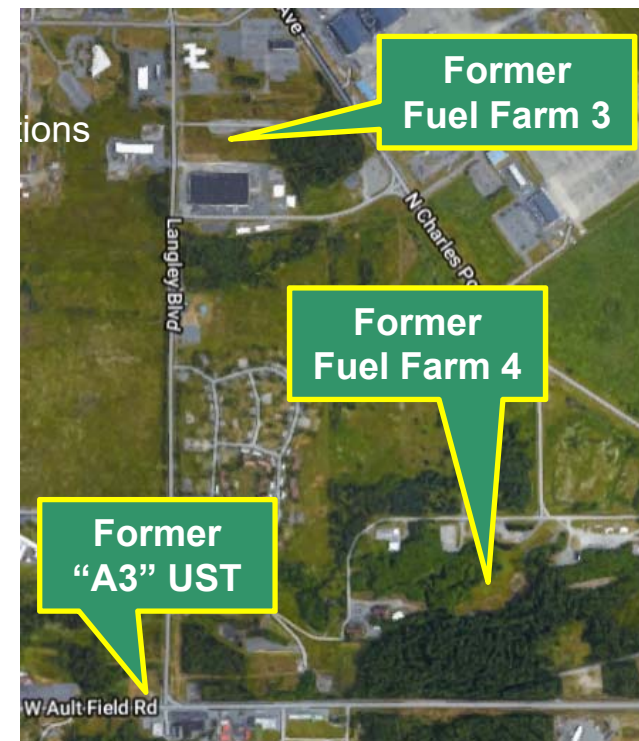 Ave
Former
Fuel Farm 3
tions
N Charles Po
Langley Blvd
Former
Fuel Farm 4
Former
“A3” UST
W Ault Field Rd